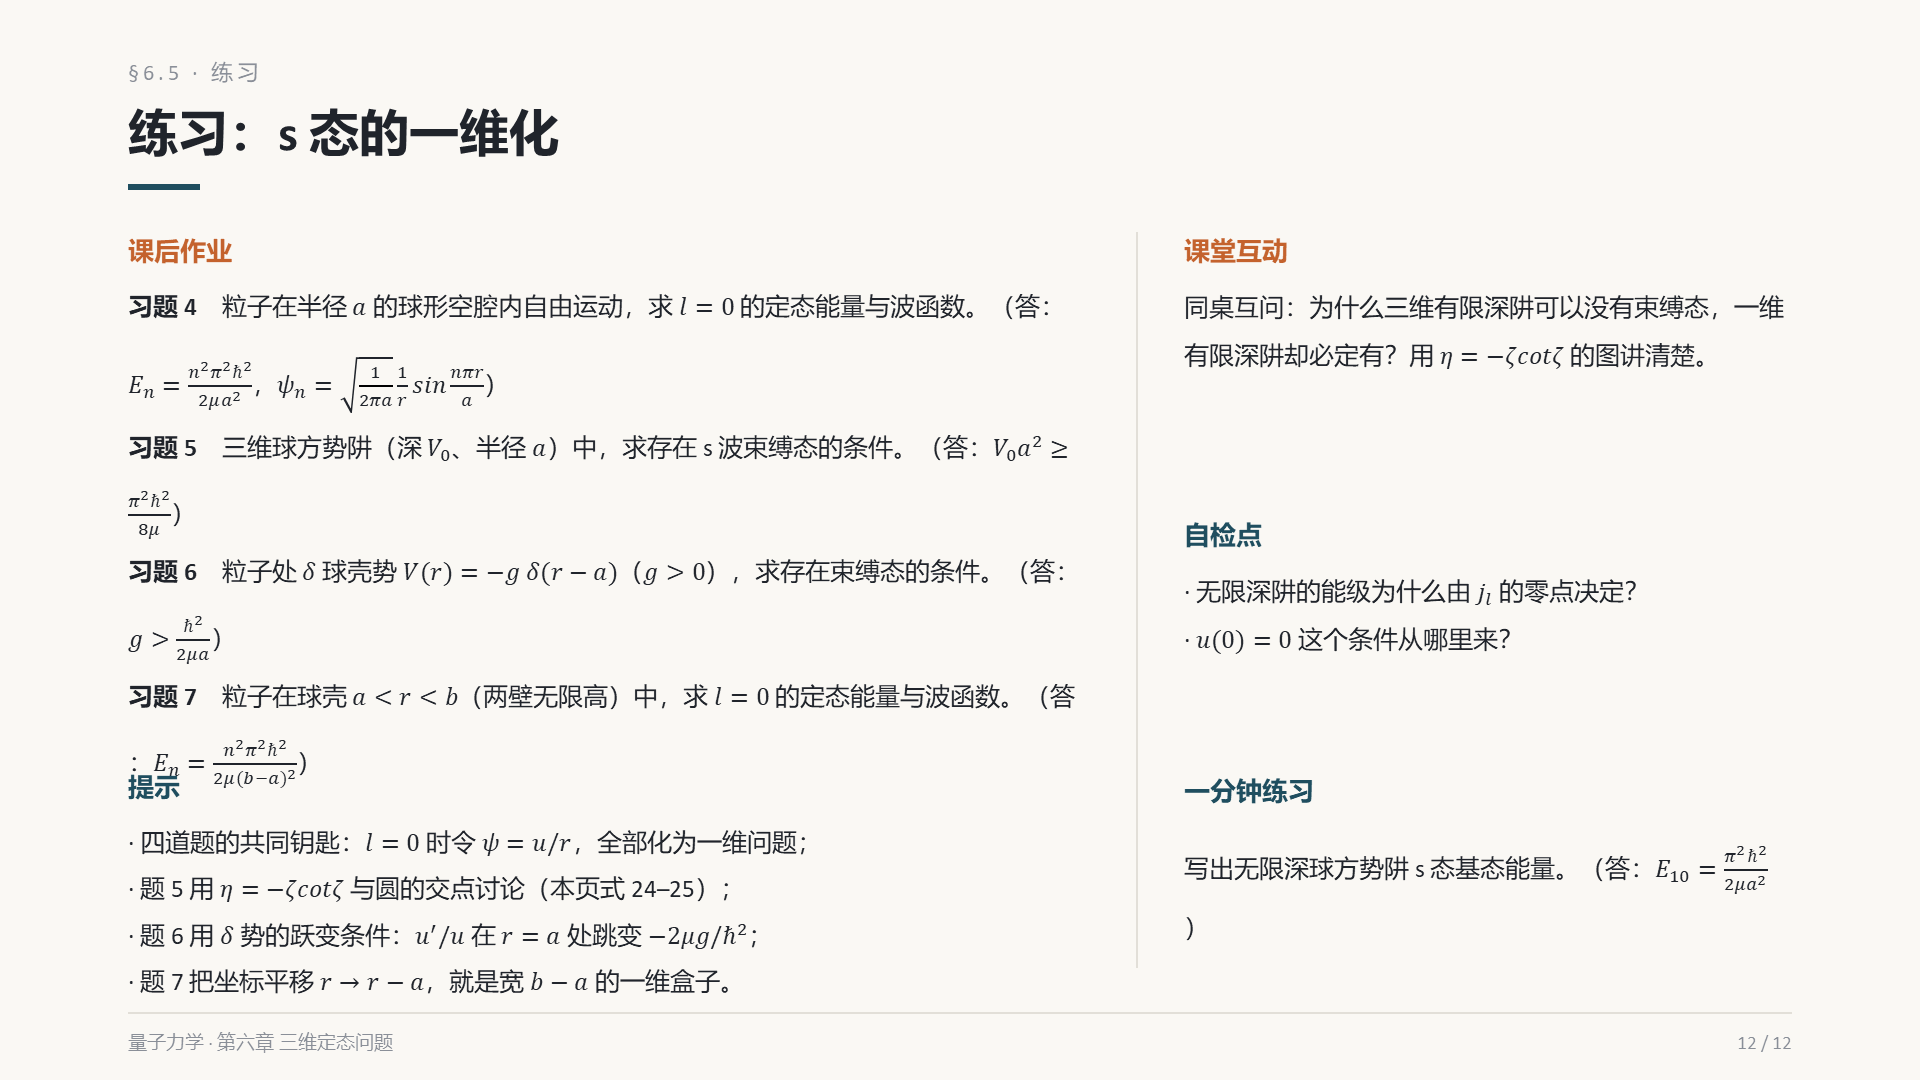 §6.5 · 练习
练习：s 态的一维化
课后作业
习题 4　粒子在半径 a 的球形空腔内自由运动，求 l = 0 的定态能量与波函数。（答：
Eₙ = n²π²ħ²/2μa²，ψₙ = √(1/2πa) 1/r sin nπr/a）
习题 5　三维球方势阱（深 V₀、半径 a）中，求存在 s 波束缚态的条件。（答：V₀a² ≥
π²ħ²/8μ）
习题 6　粒子处 δ 球壳势 V(r) = −g δ(r − a)（g > 0），求存在束缚态的条件。（答：
g > ħ²/2μa）
习题 7　粒子在球壳 a < r < b（两壁无限高）中，求 l = 0 的定态能量与波函数。（答
：Eₙ = n²π²ħ²/2μ(b−a)²）
提示
· 四道题的共同钥匙：l = 0 时令 ψ = u/r，全部化为一维问题；
· 题 5 用 η = −ζcotζ 与圆的交点讨论（本页式 24–25）；
· 题 6 用 δ 势的跃变条件：u′/u 在 r = a 处跳变 −2μg/ħ²；
· 题 7 把坐标平移 r → r − a，就是宽 b − a 的一维盒子。
课堂互动
同桌互问：为什么三维有限深阱可以没有束缚态，一维
有限深阱却必定有？用 η = −ζcotζ 的图讲清楚。
自检点
· 无限深阱的能级为什么由 jₗ 的零点决定？
· u(0) = 0 这个条件从哪里来？
一分钟练习
写出无限深球方势阱 s 态基态能量。（答：E₁₀ = π²ħ²/2μa²
）
量子力学 · 第六章 三维定态问题
12 / 12